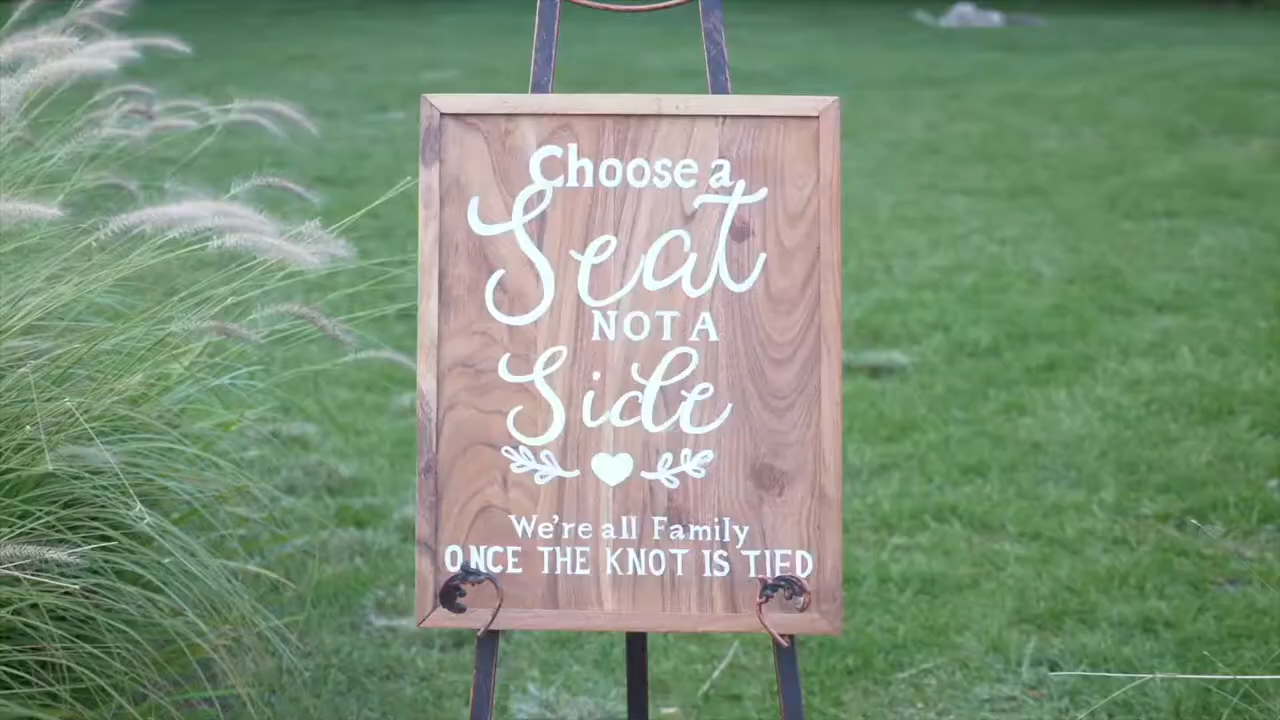 Choose a
Seat
NOT A
Side
We're all Family
ONCE THE KNOT IS TIED